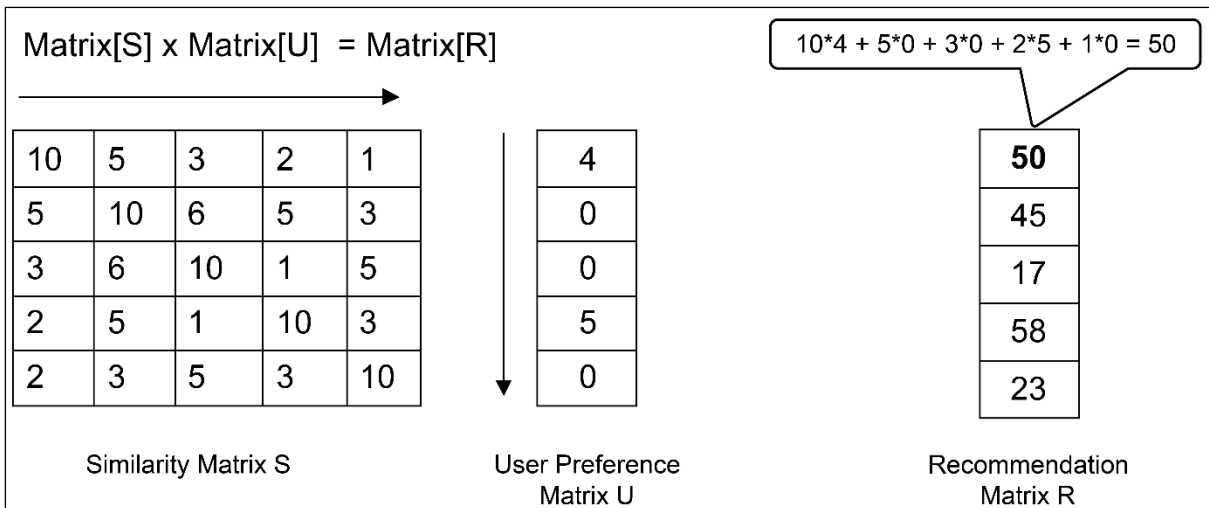 Matrix[S] x Matrix[U] = Matrix[R]
10*4 + 5*0 + 3*0 + 2*5 + 1*0 = 50
10 5 3 2 1
5 10 6 5 3
3 6 10 1 5
2 5 1 10 3
2 3 5 3 10
4
0
0
5
0
50
45
17
58
23
Similarity Matrix S
User Preference
Matrix U
Recommendation
Matrix R